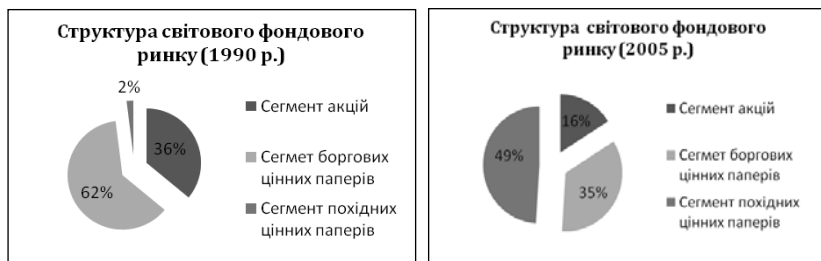 Структура світового фондового
ринку (1990 р.)
2%
36%
62%
Сегмент акцій
Сегмет боргових
цінних паперів
Сегмент похідних
цінних паперів
Структура світового фондового
ринку (2005 р.)
16%
49%
35%
Сегмент акцій
Сегмет боргових
цінних паперів
Сегмент похідних
цінних паперів